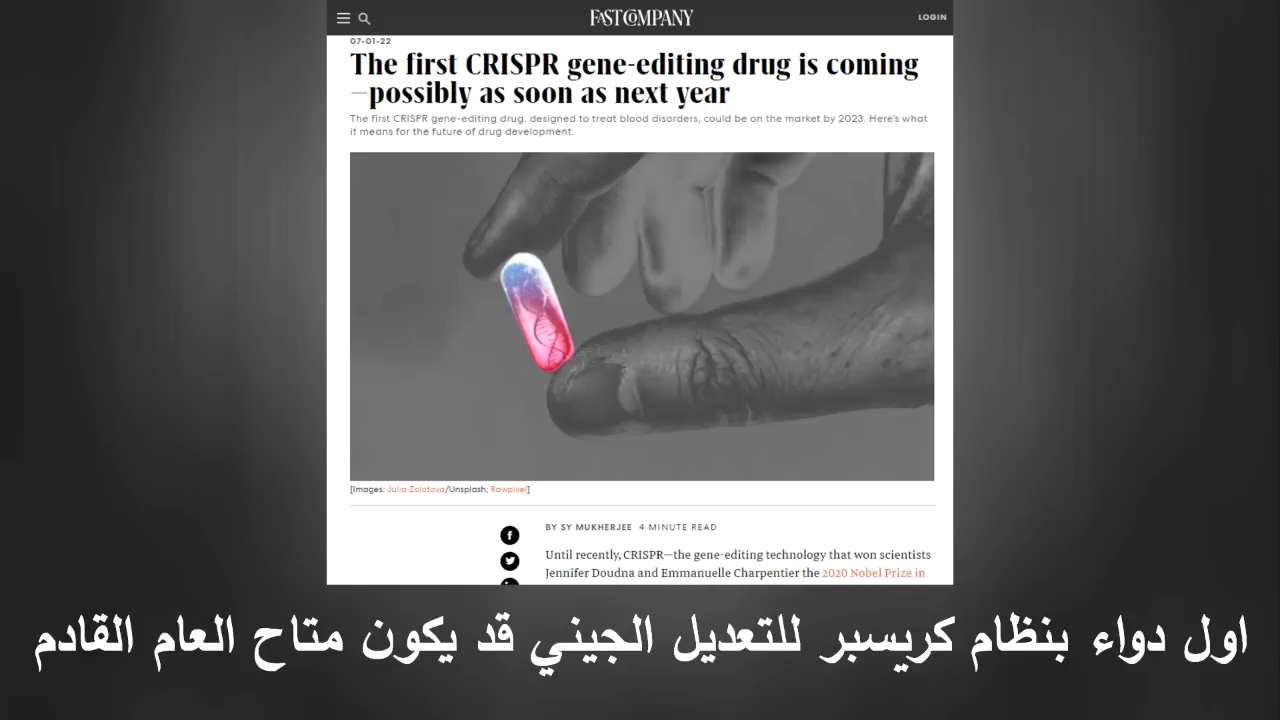 FAST COMPANY
LOGIN
07-01-22
The first CRISPR gene-editing drug is coming
—possibly as soon as next year
The first CRISPR gene-editing drug, designed to treat blood disorders, could be on the market by 2023. Here's what
it means for the future of drug development.
[Images: Julia Zolotova/Unsplash; Rawpixel]
BY SY MUKHERJEE 4 MINUTE READ
Until recently, CRISPR—the gene-editing technology that won scientists
Jennifer Doudna and Emmanuelle Charpentier the 2020 Nobel Prize in
اول دواء بنظام كريسبر للتعديل الجيني قد يكون متاح العام القادم